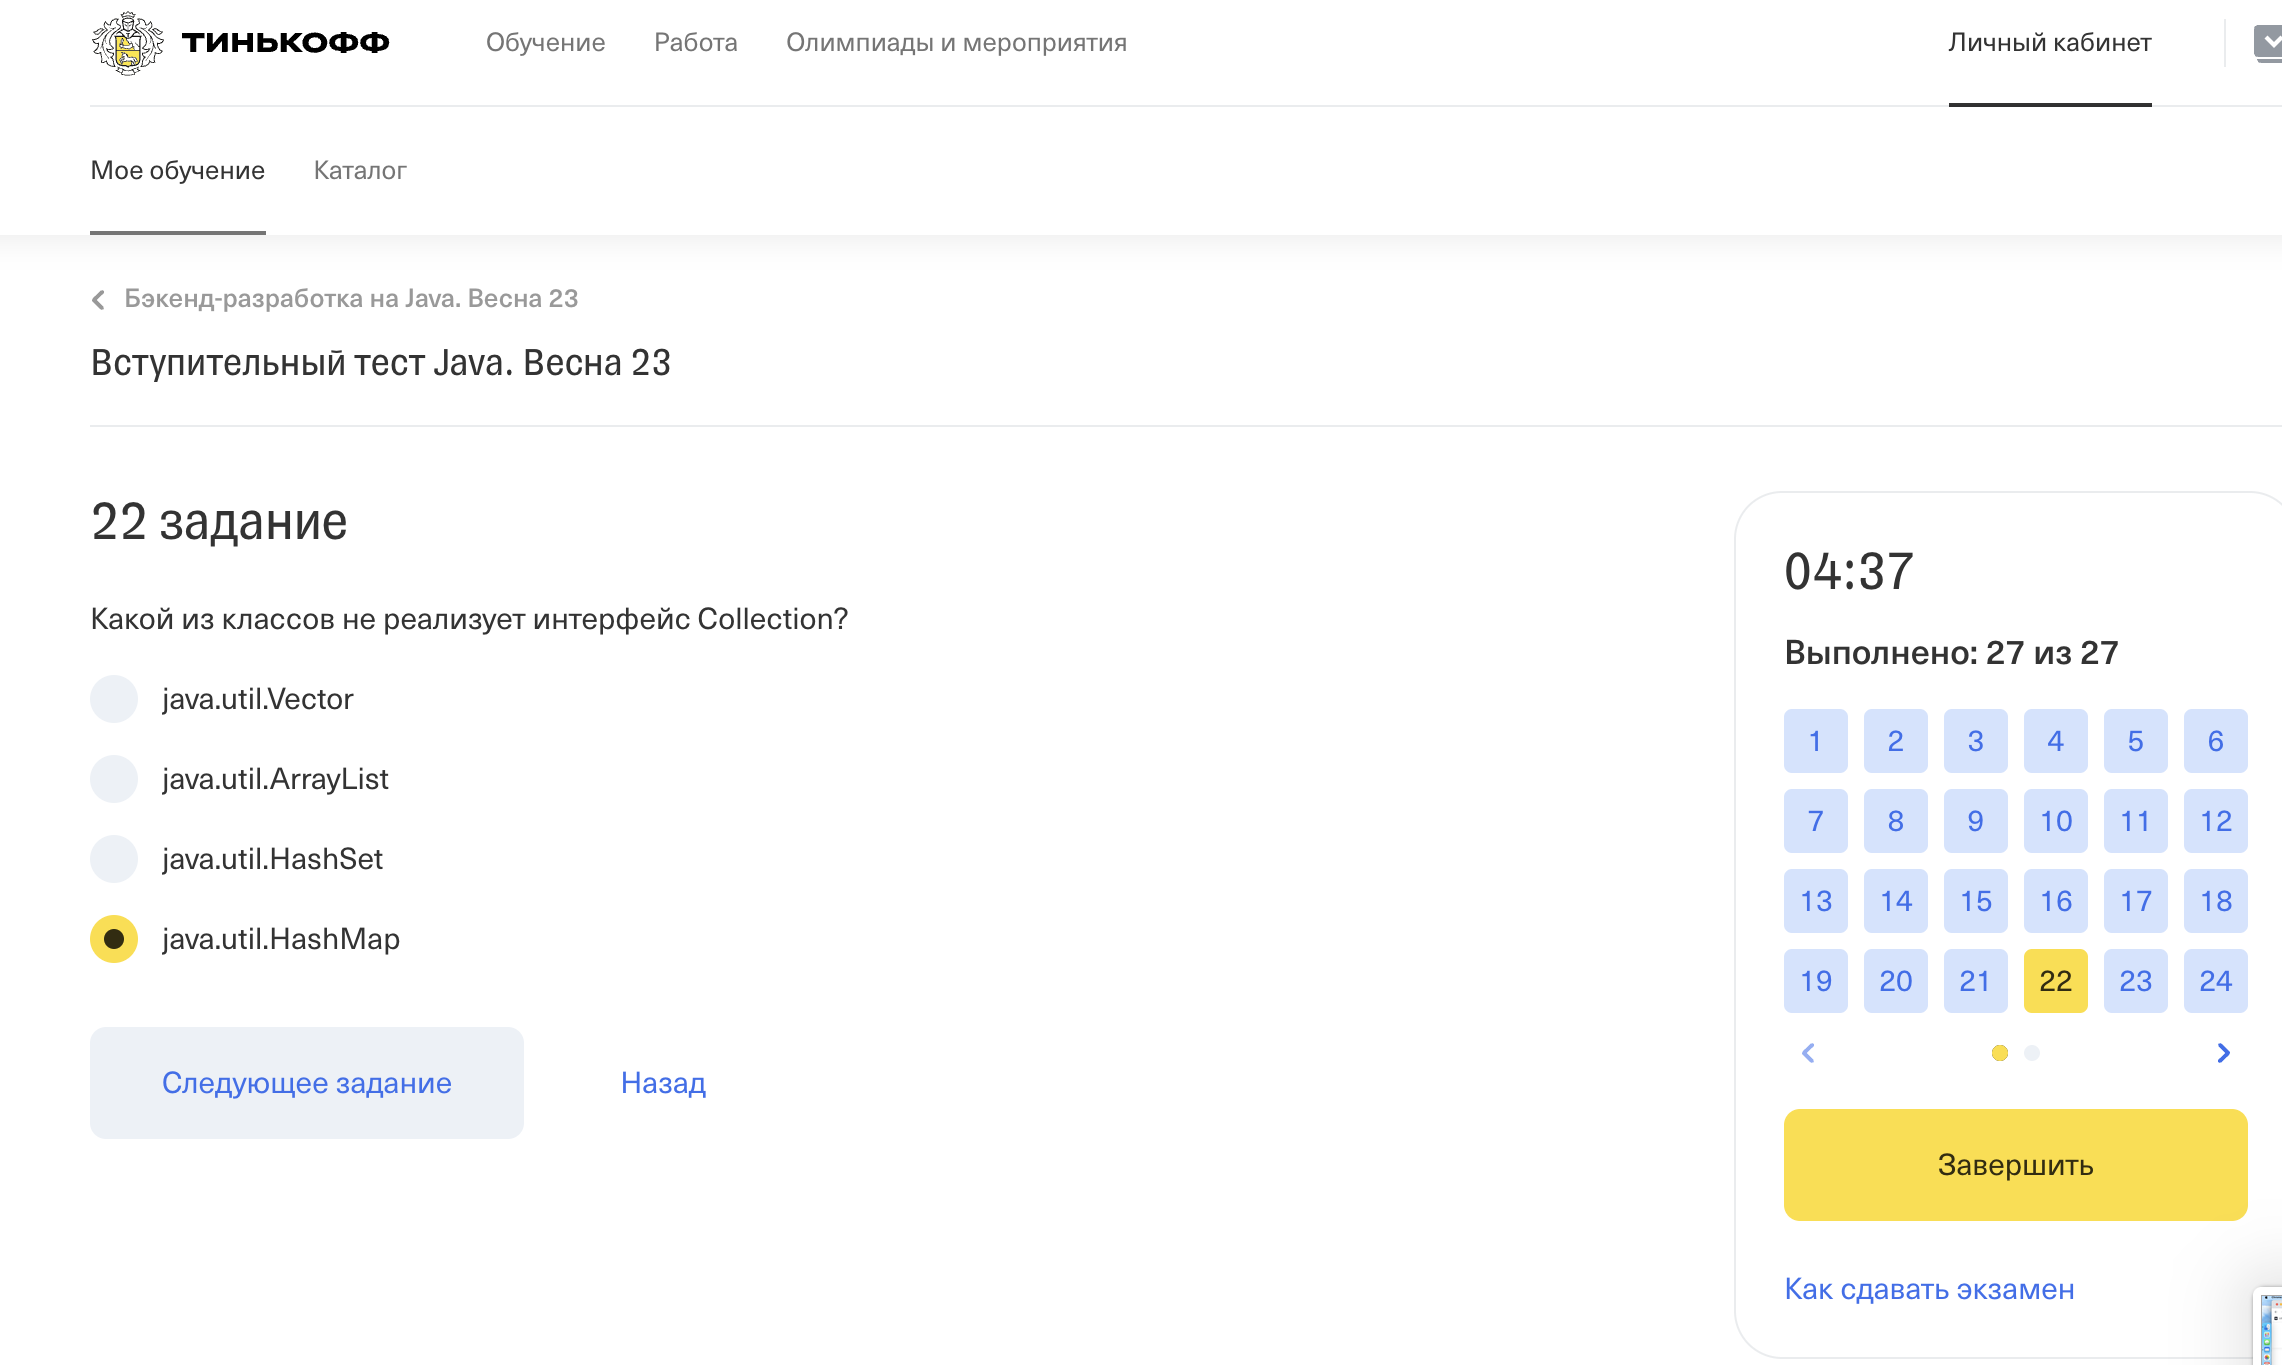 ТИНЬКОФФ Обучение Работа Олимпиады и мероприятия Личный кабинет
Мое обучение Каталог
Бэкенд-разработка на Java. Весна 23
Вступительный тест Java. Весна 23
22 задание
Какой из классов не реализует интерфейс Collection?
java.util.Vector
java.util.ArrayList
java.util.HashSet
java.util.HashMap
Следующее задание Назад
04:37
Выполнено: 27 из 27
1 2 3 4 5 6
7 8 9 10 11 12
13 14 15 16 17 18
19 20 21 22 23 24
Завершить
Как сдавать экзамен